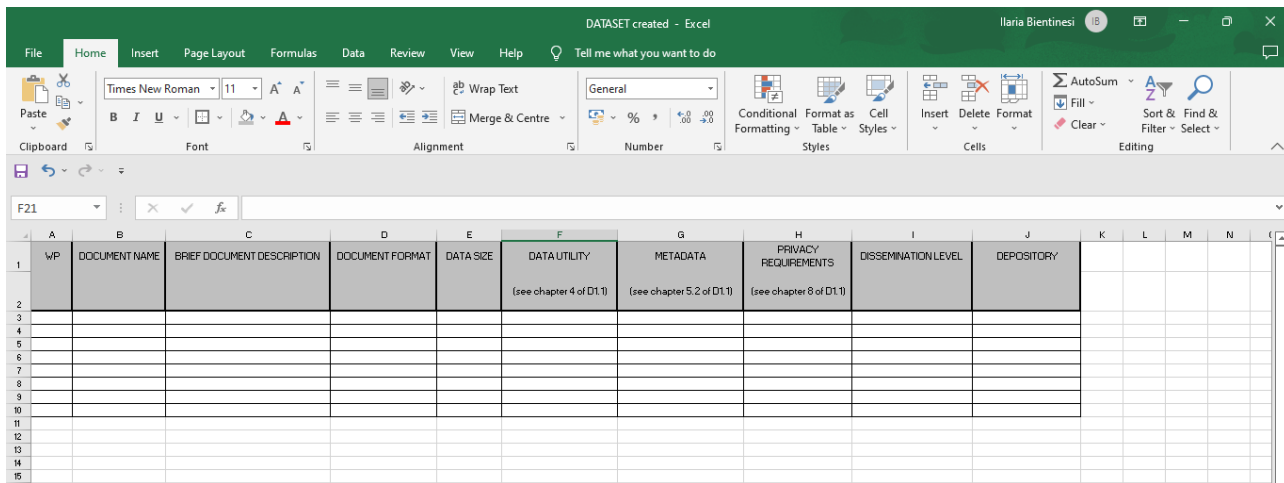 DATASET created - Excel
Ilaria Bientinesi
IB
File Home Insert Page Layout Formulas Data Review View Help Tell me what you want to do
Times New Roman 11 A A
Wrap Text
General
AutoSum
Paste
Fill
B I U A
Merge & Centre
% ,
Conditional Formatting
Format as Table
Cell Styles
Insert Delete Format
Clear
Sort & Filter
Find & Select
Clipboard Font Alignment Number Styles Cells Editing
F21 fx
A B C D E F G H I J K L M N
1 WP DOCUMENT NAME BRIEF DOCUMENT DESCRIPTION DOCUMENT FORMAT DATA SIZE DATA UTILITY METADATA PRIVACY REQUIREMENTS DISSEMINATION LEVEL DEPOSITORY
2 (see chapter 4 of D1.1) (see chapter 5.2 of D1.1) (see chapter 8 of D1.1)
3
4
5
6
7
8
9
10
11
12
13
14
15